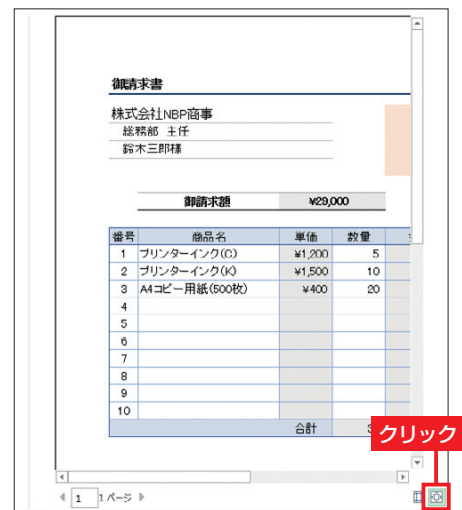 御請求書
株式会社NBP商事
総務部 主任
鈴木三郎様
御請求額 ¥29,000
番号 商品名 単価 数量
1 プリンターインク(C) ¥1,200 5
2 プリンターインク(K) ¥1,500 10
3 A4コピー用紙(500枚) ¥400 20
4
5
6
7
8
9
10
合計
クリック
1 1 ページ